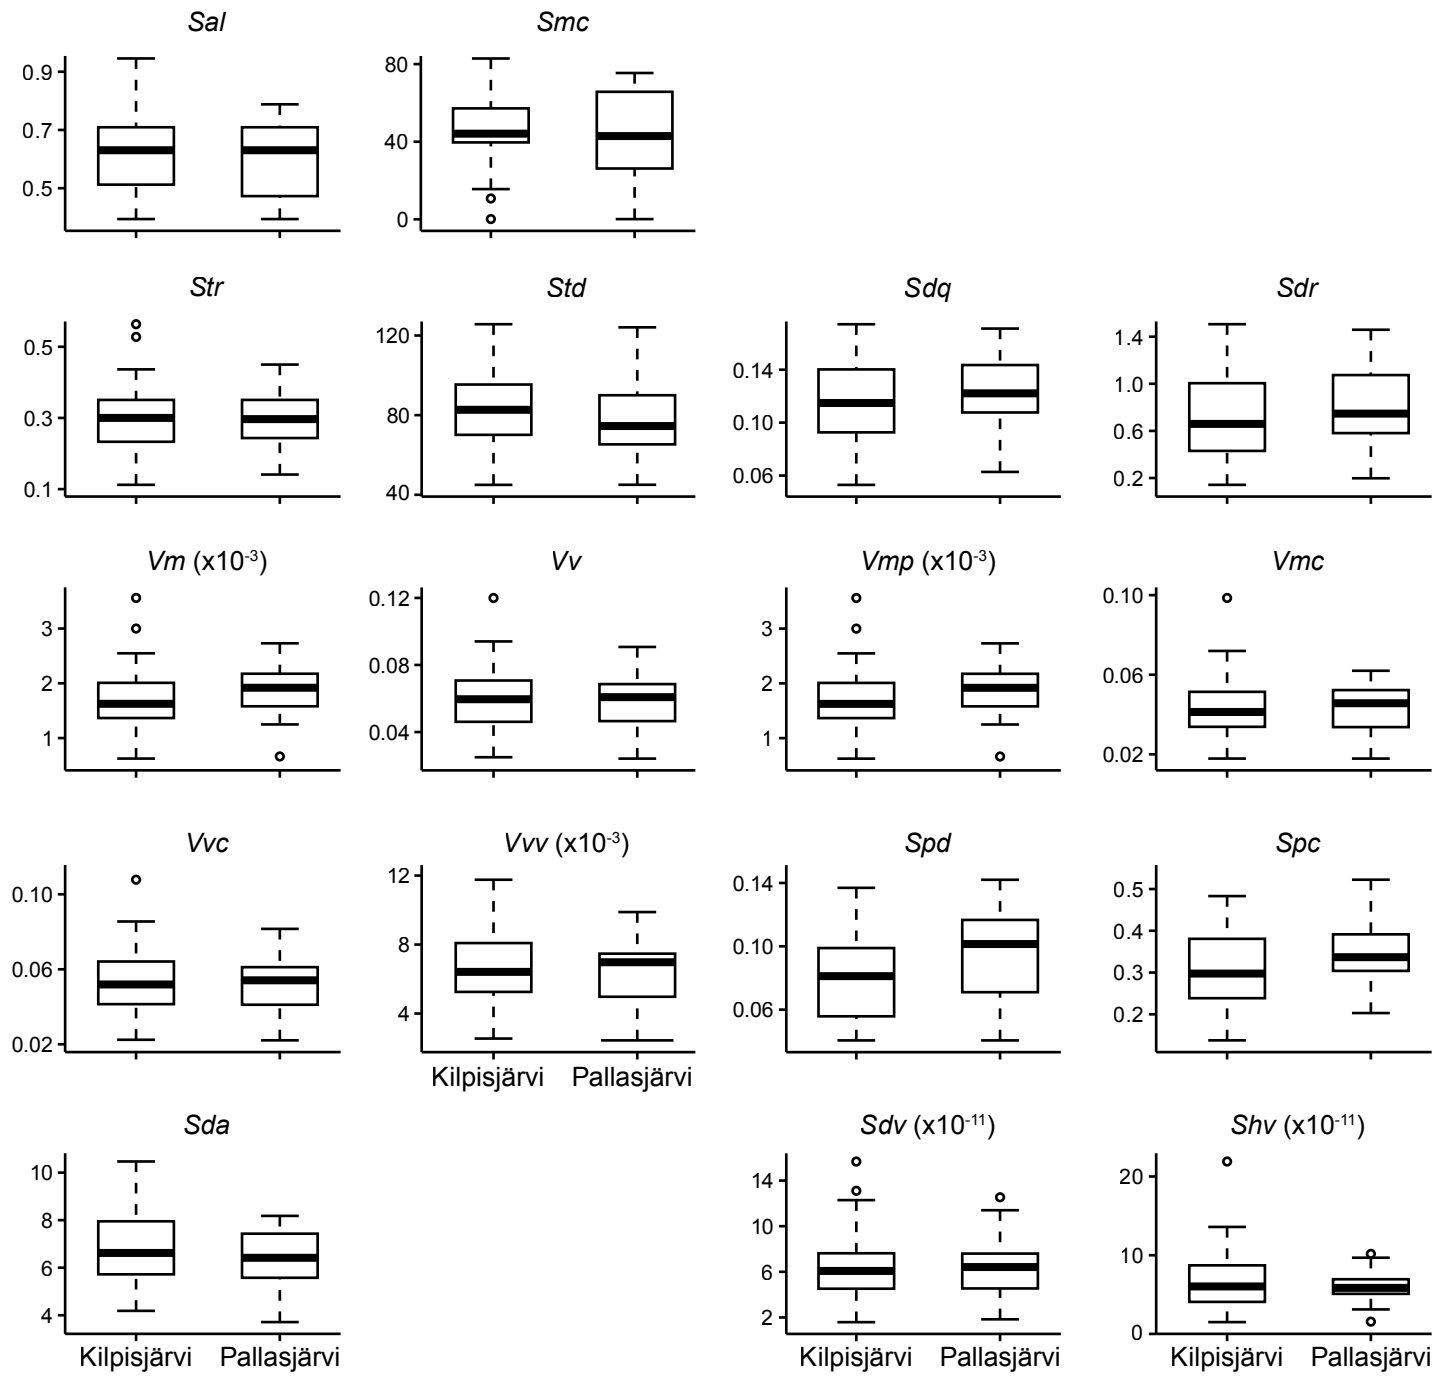 Sal
Smc
0.9
0.7
0.5
80
40
0
Str
Std
Sdq
Sdr
0.5
0.3
0.1
120
80
40
0.14
0.10
0.06
1.4
1.0
0.6
0.2
Vm (x10⁻³)
Vv
Vmp (x10⁻³)
Vmc
3
2
1
0.12
0.08
0.04
3
2
1
0.10
0.06
0.02
Vvc
Vvv (x10⁻³)
Spd
Spc
0.10
0.06
0.02
12
8
4
0.14
0.10
0.06
0.5
0.4
0.3
0.2
Kilpisjärvi Pallasjärvi
Sda
Sdv (x10⁻¹¹)
Shv (x10⁻¹¹)
10
8
6
4
14
10
6
2
20
10
0
Kilpisjärvi Pallasjärvi
Kilpisjärvi Pallasjärvi
Kilpisjärvi Pallasjärvi